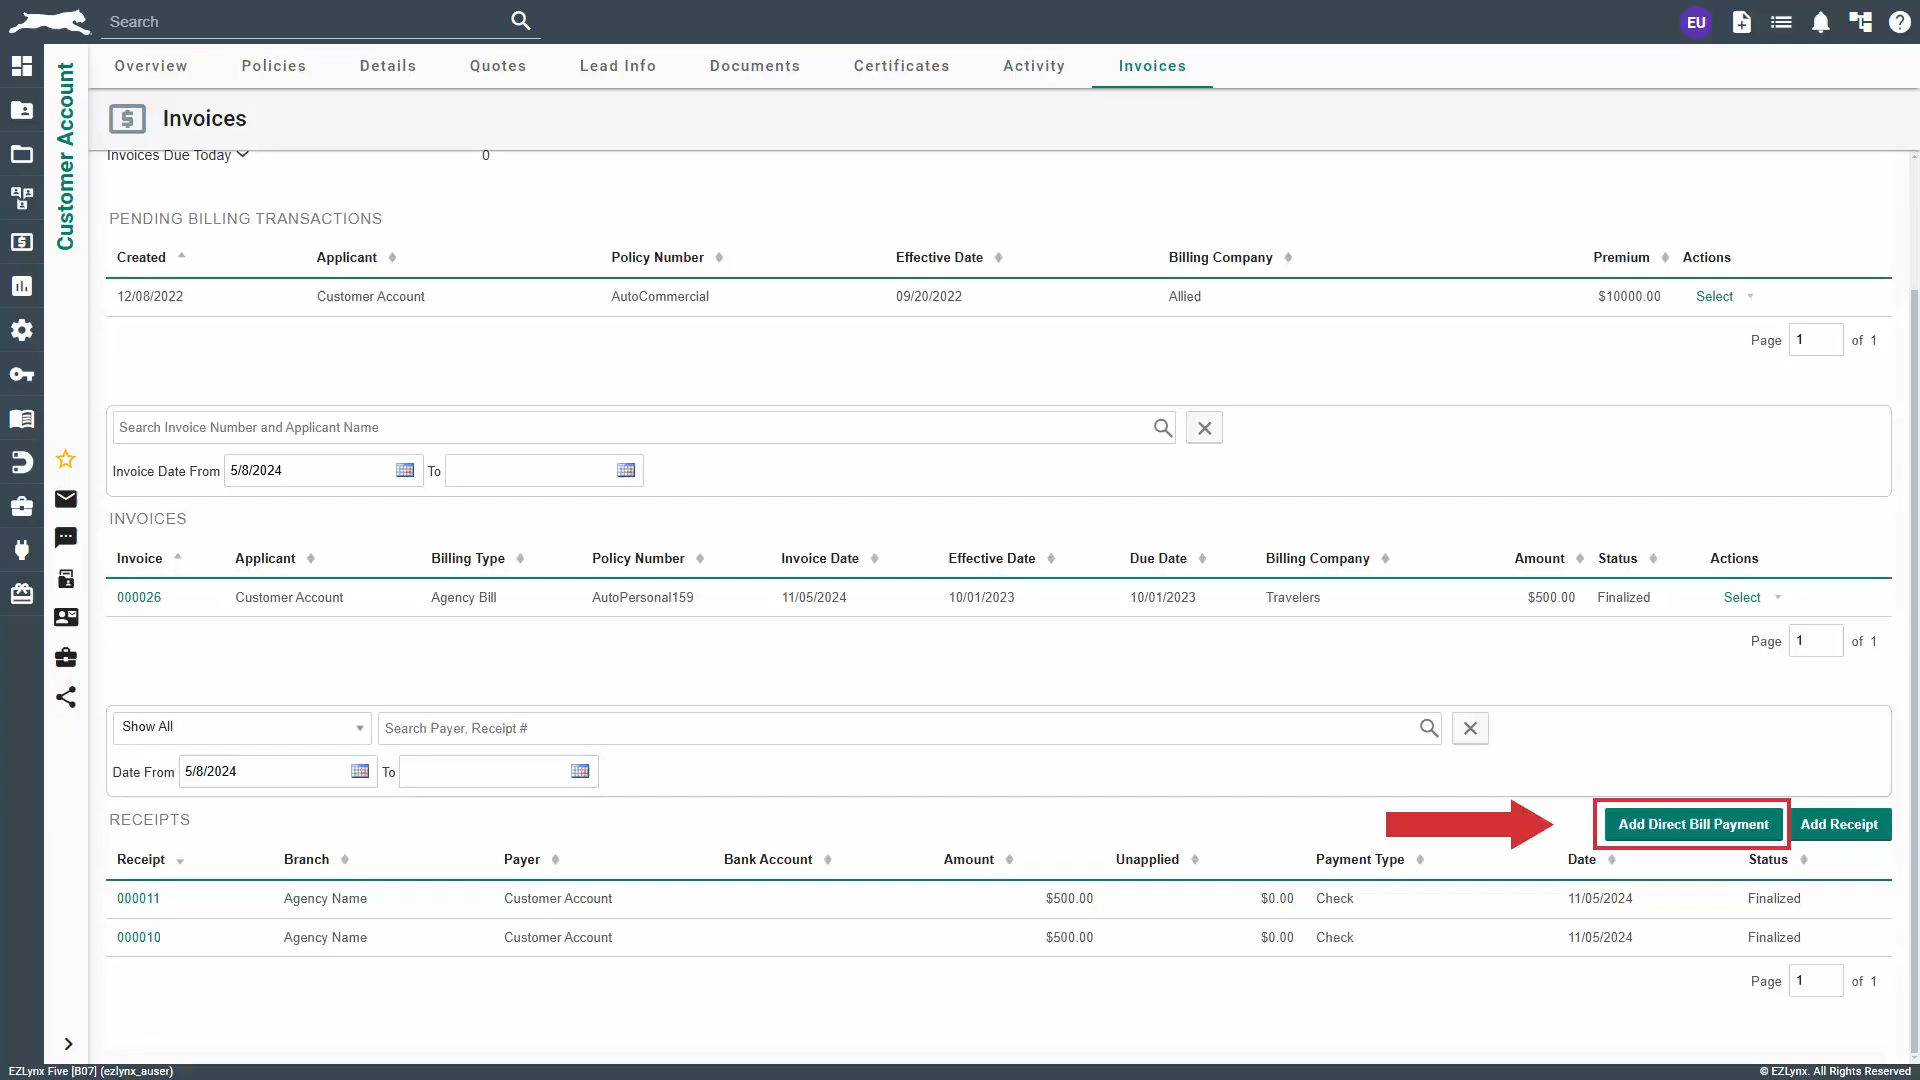 Search
EU
Customer Account
Overview Policies Details Quotes Lead Info Documents Certificates Activity Invoices
Invoices
Invoices Due Today 0
PENDING BILLING TRANSACTIONS
Created Applicant Policy Number Effective Date Billing Company Premium Actions
12/08/2022 Customer Account AutoCommercial 09/20/2022 Allied $10000.00 Select
Page 1 of 1
Search Invoice Number and Applicant Name
Invoice Date From 5/8/2024 To
INVOICES
Invoice Applicant Billing Type Policy Number Invoice Date Effective Date Due Date Billing Company Amount Status Actions
000026 Customer Account Agency Bill AutoPersonal159 11/05/2024 10/01/2023 10/01/2023 Travelers $500.00 Finalized Select
Page 1 of 1
Show All Search Payer, Receipt #
Date From 5/8/2024 To
RECEIPTS Add Direct Bill Payment Add Receipt
Receipt Branch Payer Bank Account Amount Unapplied Payment Type Date Status
000011 Agency Name Customer Account $500.00 $0.00 Check 11/05/2024 Finalized
000010 Agency Name Customer Account $500.00 $0.00 Check 11/05/2024 Finalized
Page 1 of 1
EZLynx Five [B07] (ezlynx_auser) © EZLynx. All Rights Reserved